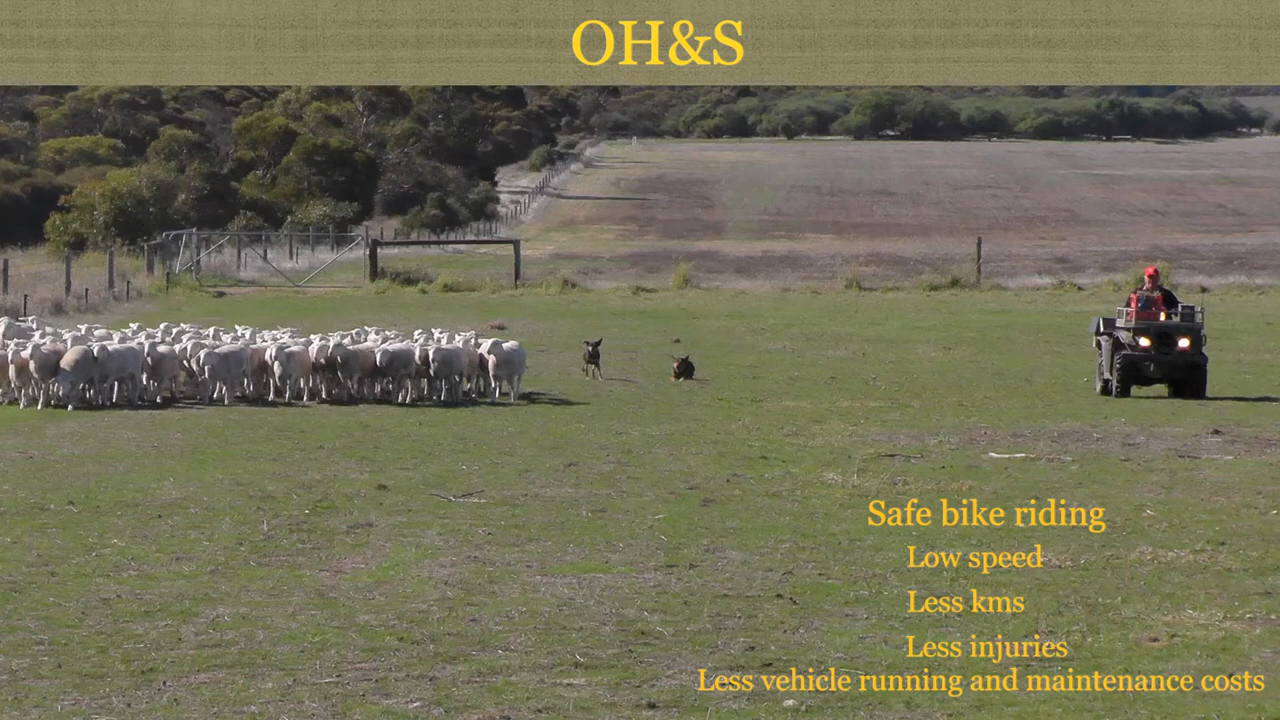 OH&S
Safe bike riding
Low speed
Less kms
Less injuries
Less vehicle running and maintenance costs